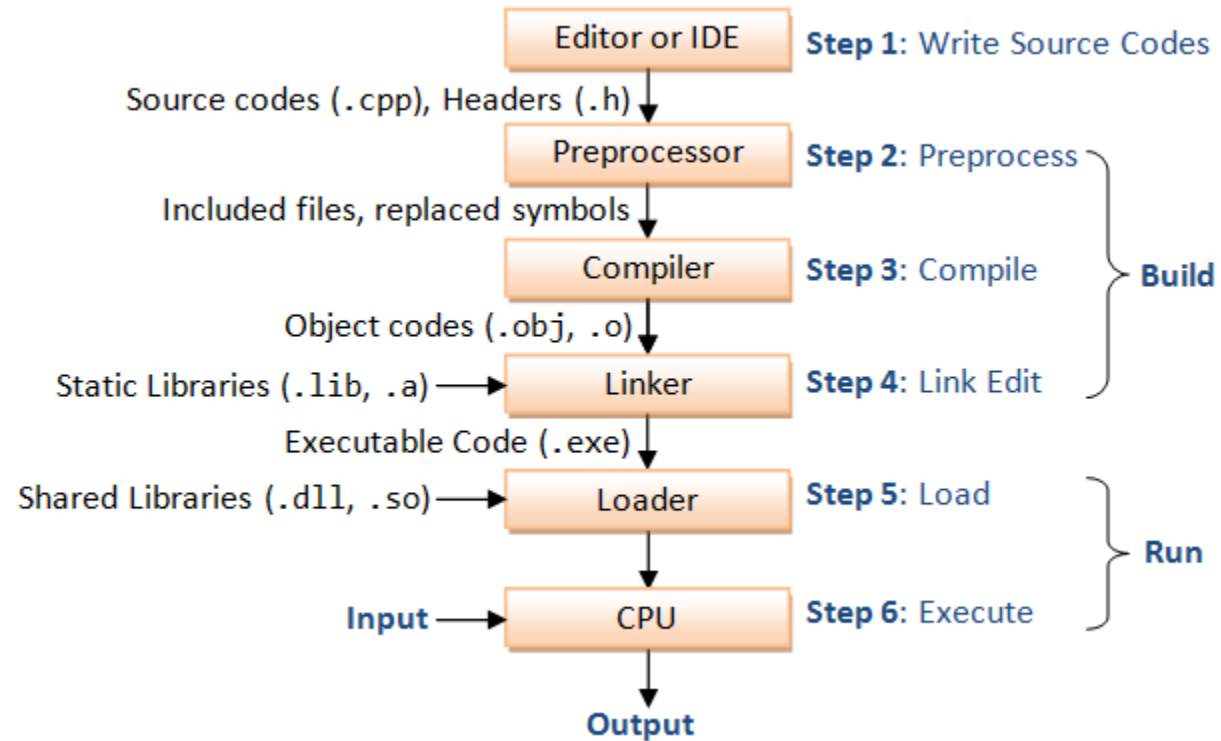 Editor or IDE
Step 1: Write Source Codes
Source codes (.cpp), Headers (.h)
Preprocessor
Step 2: Preprocess
Included files, replaced symbols
Compiler
Step 3: Compile
Build
Object codes (.obj, .o)
Static Libraries (.lib, .a)
Linker
Step 4: Link Edit
Executable Code (.exe)
Shared Libraries (.dll, .so)
Loader
Step 5: Load
Run
Input
CPU
Step 6: Execute
Output